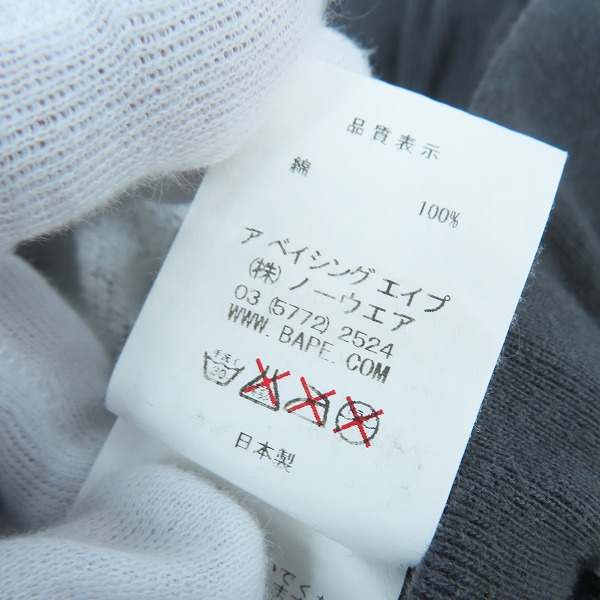 品質表示
綿 100%
ア ベイシング エイプ
(株) ノーウエア
03 (5772) 2524
WWW. BAPE. COM
手洗イ
30
日本製